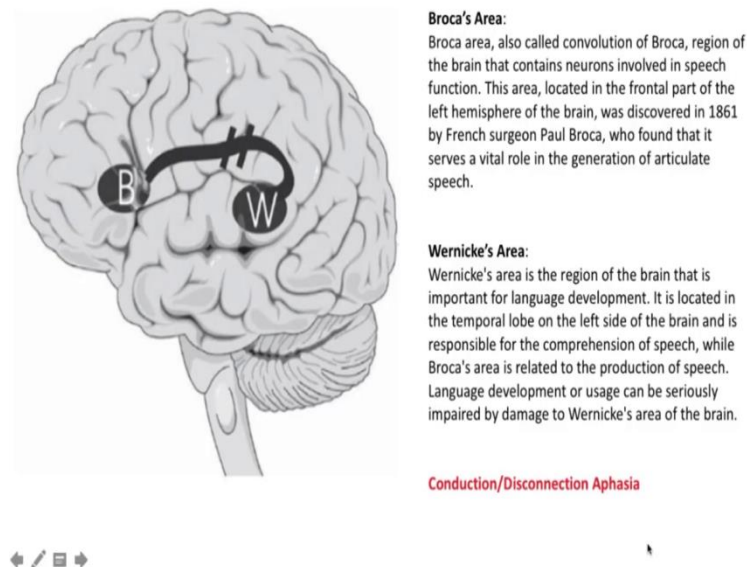 Broca's Area:
Broca area, also called convolution of Broca, region of
the brain that contains neurons involved in speech
function. This area, located in the frontal part of the
left hemisphere of the brain, was discovered in 1861
by French surgeon Paul Broca, who found that it
serves a vital role in the generation of articulate
speech.
B
W
Wernicke's Area:
Wernicke's area is the region of the brain that is
important for language development. It is located in
the temporal lobe on the left side of the brain and is
responsible for the comprehension of speech, while
Broca's area is related to the production of speech.
Language development or usage can be seriously
impaired by damage to Wernicke's area of the brain.
Conduction/Disconnection Aphasia